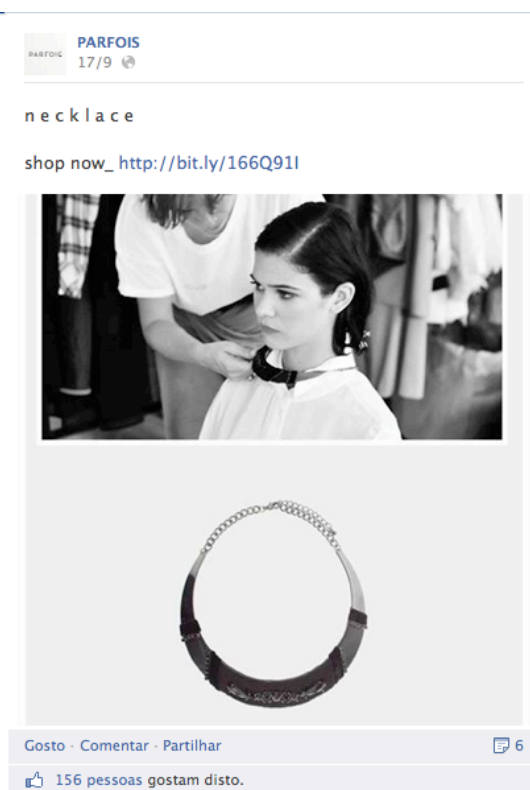 PARFOIS
PARFOIS
17/9
n e c k l a c e
shop now_ http://bit.ly/166Q91I
Gosto · Comentar · Partilhar
6
156 pessoas gostam disto.